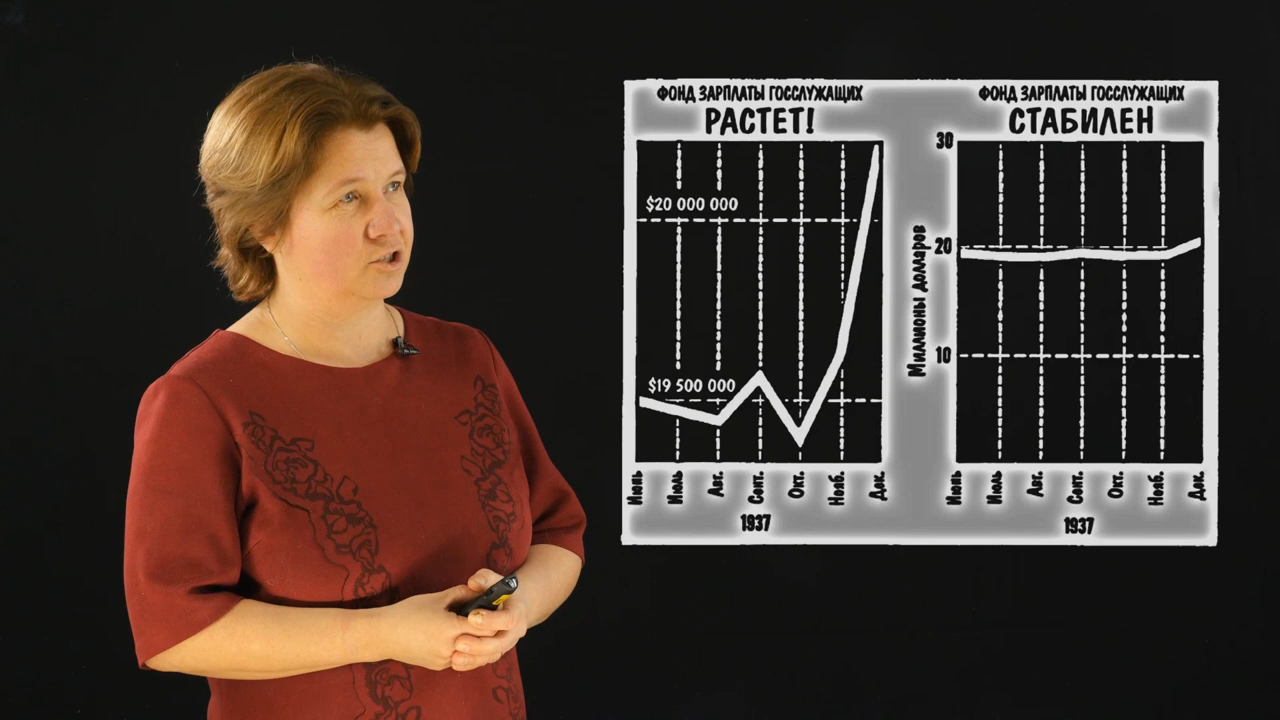 ФОНД ЗАРПЛАТЫ ГОССЛУЖАЩИХ
РАСТЕТ!
$20 000 000
$19 500 000
Июнь
Июль
Авг.
Сент.
Окт.
Нояб.
Дек.
1937
ФОНД ЗАРПЛАТЫ ГОССЛУЖАЩИХ
СТАБИЛЕН
Миллионы долларов
30
20
10
Июнь
Июль
Авг.
Сент.
Окт.
Нояб.
Дек.
1937